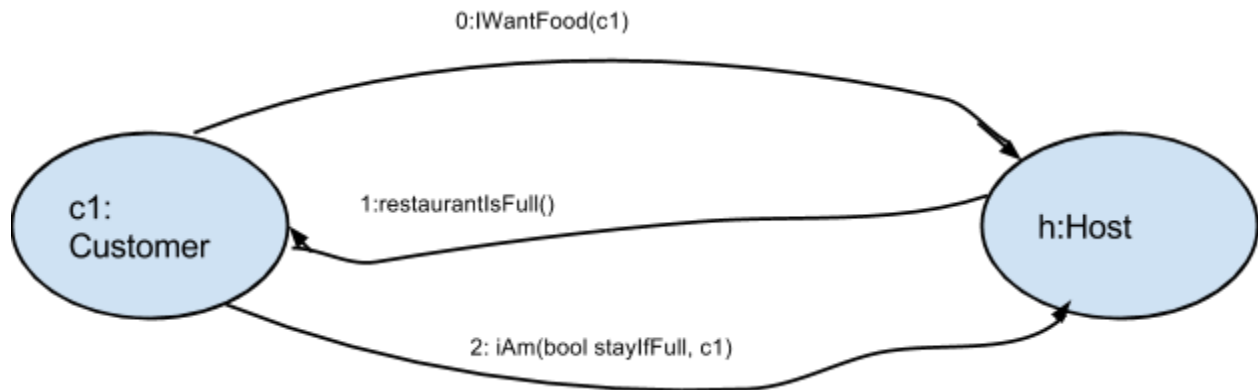 0:IWantFood(c1)
1:restaurantIsFull()
c1:
Customer
h:Host
2: iAm(bool stayIfFull, c1)